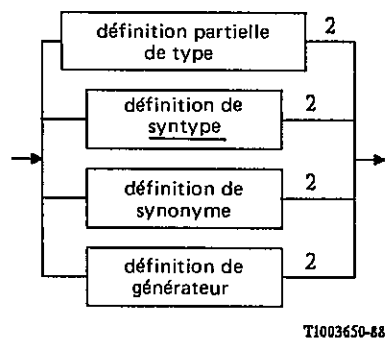 définition partielle 2
de type
définition de 2
syntype
définition de 2
synonyme
définition de 2
générateur
T1003650-88